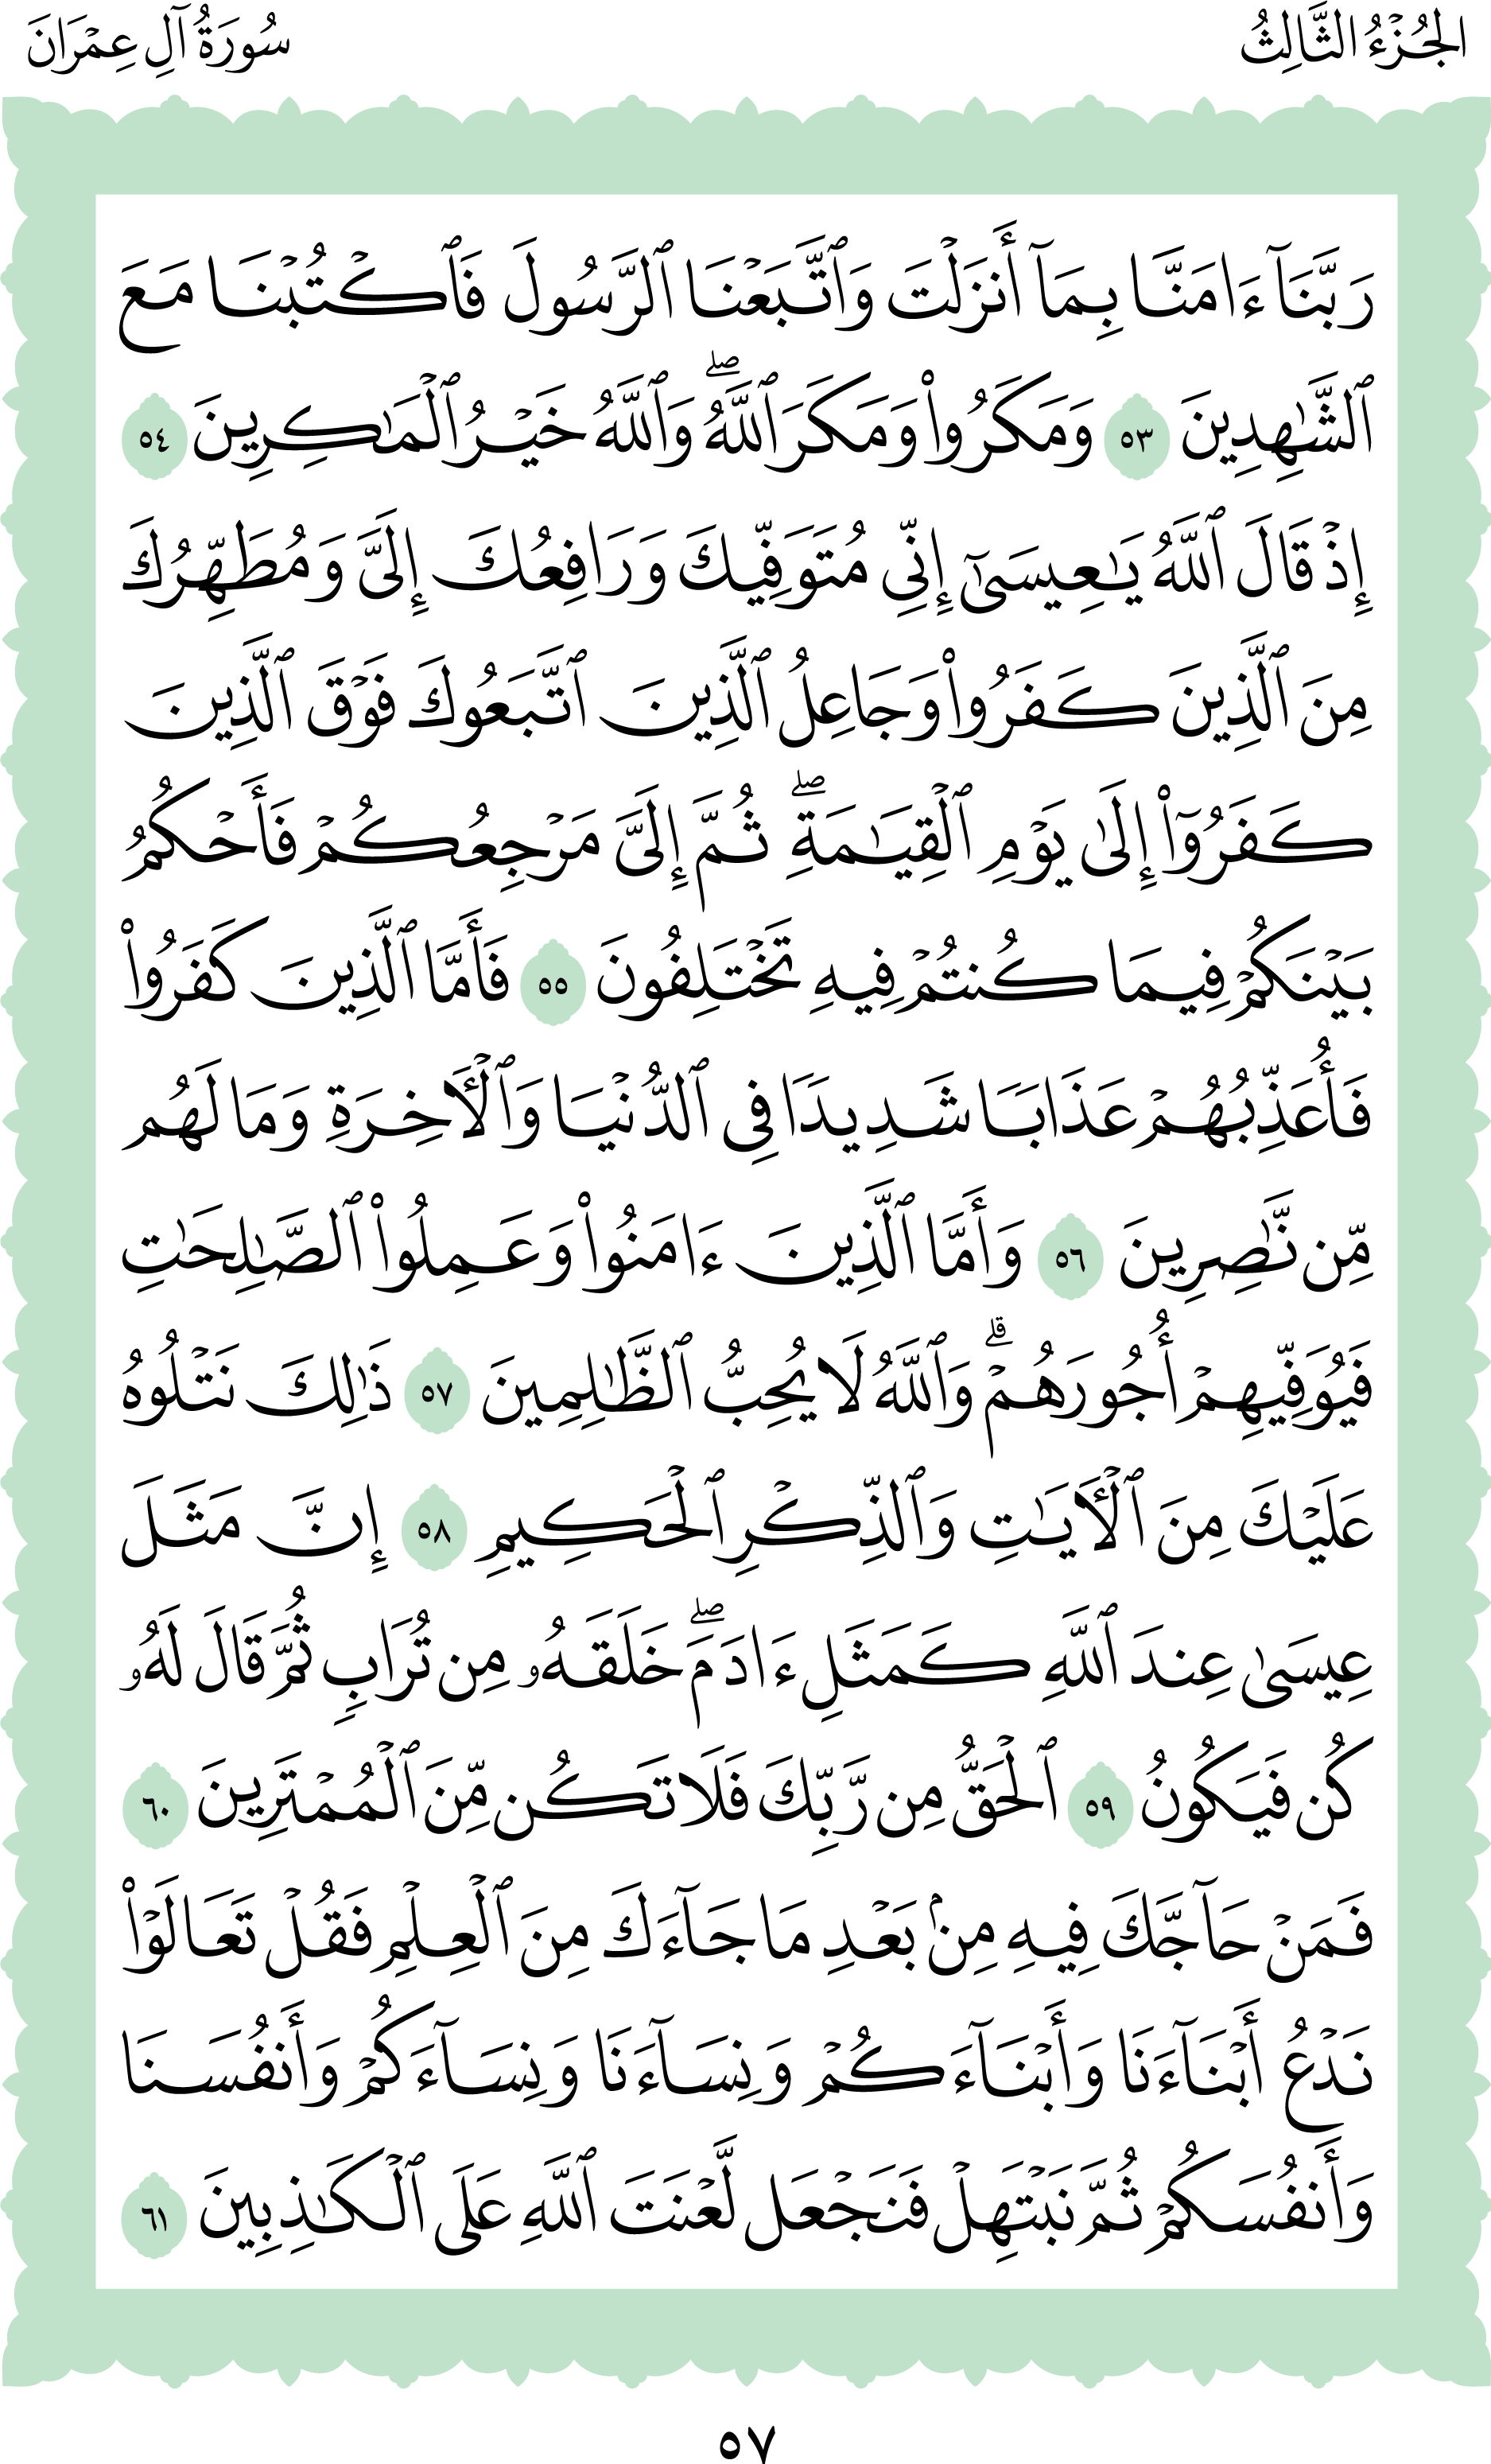 الجُزْءُ الثَّالِثُ
سُورَةُ آلِ عِمْرَانَ
رَبَّنَآ ءَامَنَّا بِمَآ أَنزَلْتَ وَٱتَّبَعْنَا ٱلرَّسُولَ فَٱكْتُبْنَا مَعَ
ٱلشَّٰهِدِينَ ٥٣ وَمَكَرُوا۟ وَمَكَرَ ٱللَّهُۖ وَٱللَّهُ خَيْرُ ٱلْمَٰكِرِينَ ٥٤
إِذْ قَالَ ٱللَّهُ يَٰعِيسَىٰٓ إِنِّي مُتَوَفِّيكَ وَرَافِعُكَ إِلَيَّ وَمُطَهِّرُكَ
مِنَ ٱلَّذِينَ كَفَرُوا۟ وَجَاعِلُ ٱلَّذِينَ ٱتَّبَعُوكَ فَوْقَ ٱلَّذِينَ
كَفَرُوٓا۟ إِلَىٰ يَوْمِ ٱلْقِيَٰمَةِۖ ثُمَّ إِلَيَّ مَرْجِعُكُمْ فَأَحْكُمُ
بَيْنَكُمْ فِيمَا كُنتُمْ فِيهِ تَخْتَلِفُونَ ٥٥ فَأَمَّا ٱلَّذِينَ كَفَرُوا۟
فَأُعَذِّبُهُمْ عَذَابًا شَدِيدًا فِي ٱلدُّنْيَا وَٱلْأَخِرَةِ وَمَا لَهُم
مِّن نَّٰصِرِينَ ٥٦ وَأَمَّا ٱلَّذِينَ ءَامَنُوا۟ وَعَمِلُوا۟ ٱلصَّٰلِحَٰتِ
فَيُوَفِّيهِمْ أُجُورَهُمْۗ وَٱللَّهُ لَا يُحِبُّ ٱلظَّٰلِمِينَ ٥٧ ذَٰلِكَ نَتْلُوهُ
عَلَيْكَ مِنَ ٱلْأَيَٰتِ وَٱلذِّكْرِ ٱلْحَكِيمِ ٥٨ إِنَّ مَثَلَ
عِيسَىٰ عِندَ ٱللَّهِ كَمَثَلِ ءَادَمَۖ خَلَقَهُۥ مِن تُرَابٍ ثُمَّ قَالَ لَهُۥ
كُن فَيَكُونُ ٥٩ ٱلْحَقُّ مِن رَّبِّكَ فَلَا تَكُن مِّنَ ٱلْمُمْتَرِينَ ٦٠
فَمَنْ حَآجَّكَ فِيهِ مِنۢ بَعْدِ مَا جَآءَكَ مِنَ ٱلْعِلْمِ فَقُلْ تَعَالَوْا۟
نَدْعُ أَبْنَآءَنَا وَأَبْنَآءَكُمْ وَنِسَآءَنَا وَنِسَآءَكُمْ وَأَنفُسَنَا
وَأَنفُسَكُمْ ثُمَّ نَبْتَهِلْ فَنَجْعَل لَّعْنَتَ ٱللَّهِ عَلَى ٱلْكَٰذِبِينَ ٦١
٥٧